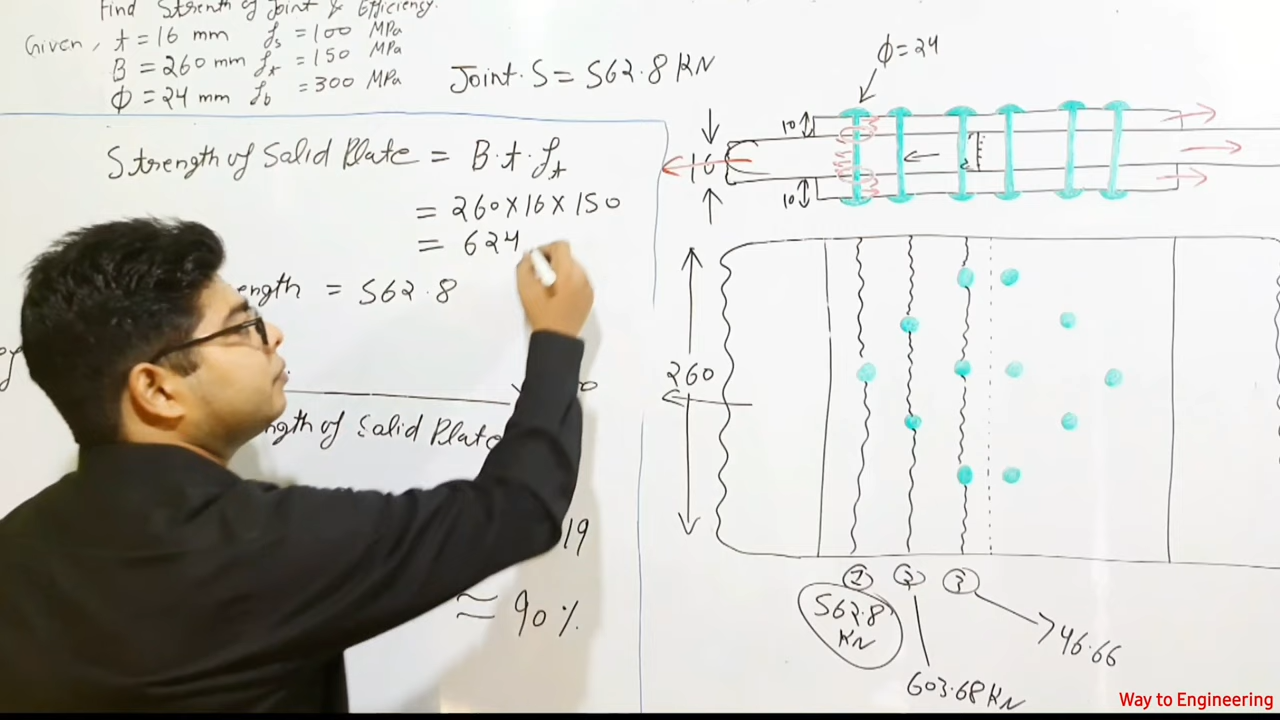 Find Strenth of Joint & Efficiency.
Given, t = 16 mm fs = 100 MPa
B = 260 mm ft = 150 MPa
Φ = 24 mm fb = 300 MPa
Joint. S = 562.8 KN
Strength of Solid Plate = B. t. ft
= 260 X 16 X 150
= 624
ength = 562.8
ngth of Solid Plate
19
≈ 90 %
Φ = 24
10
16
10
260
1 2 3
562.8 KN
603.68 KN
46.66
Way to Engineering